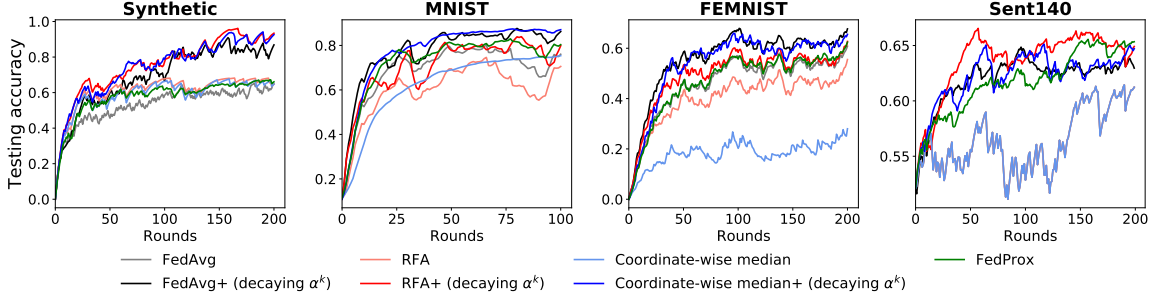 Synthetic MNIST FEMNIST Sent140
Testing accuracy
1.0
0.8
0.6
0.4
0.2
0.0
0 50 100 150 200
Rounds
0.8
0.6
0.4
0.2
0 25 50 75 100
Rounds
0.6
0.4
0.2
0.0
0 50 100 150 200
Rounds
0.65
0.60
0.55
0 50 100 150 200
Rounds
FedAvg RFA Coordinate-wise median FedProx
FedAvg+ (decaying α^k) RFA+ (decaying α^k) Coordinate-wise median+ (decaying α^k)